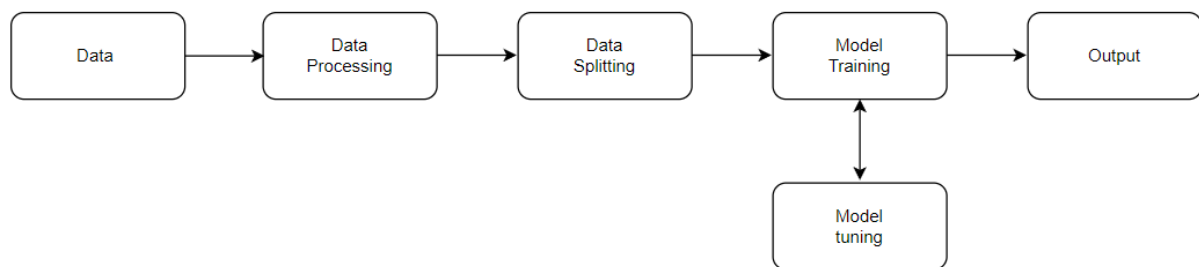 Data
Data
Processing
Data
Splitting
Model
Training
Output
Model
tuning